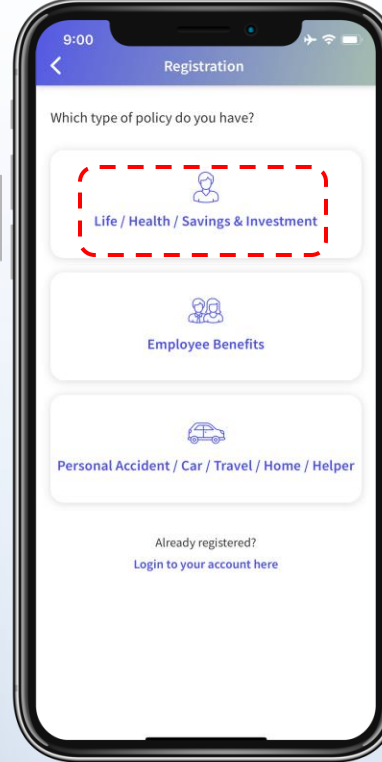 9:00
Registration
Which type of policy do you have?
Life / Health / Savings & Investment
Employee Benefits
Personal Accident / Car / Travel / Home / Helper
Already registered?
Login to your account here